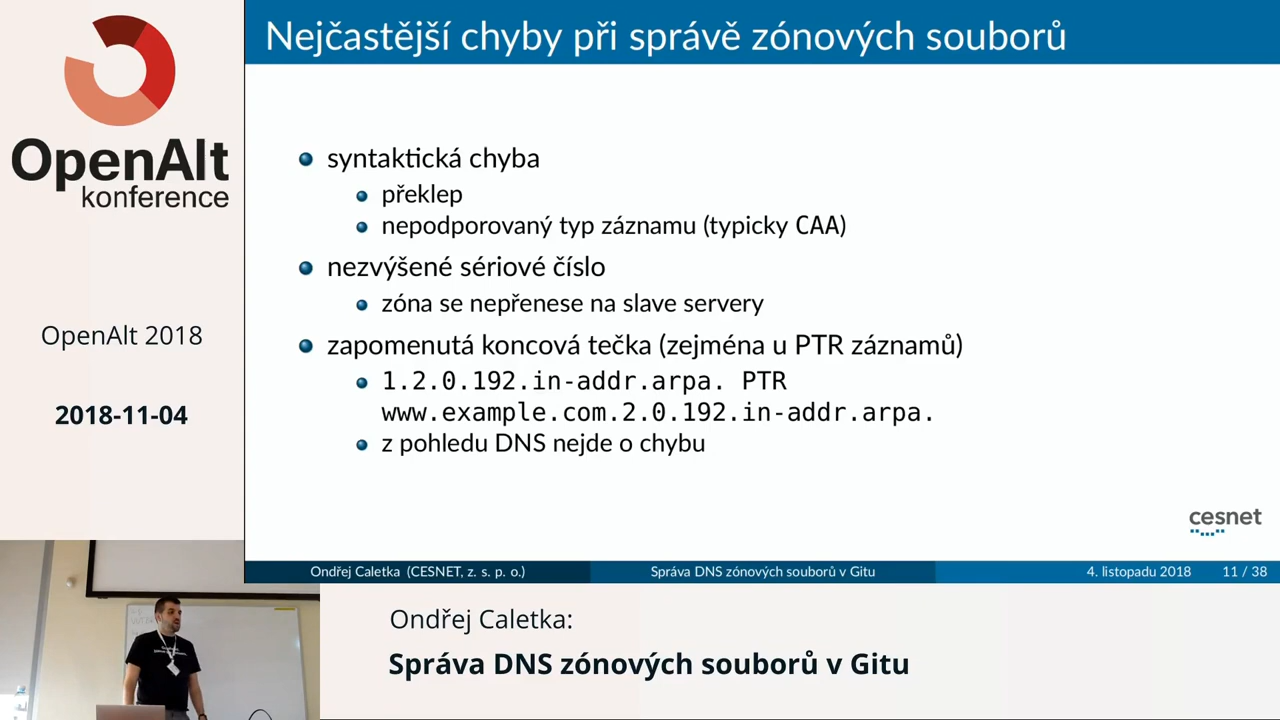 OpenAlt
konference
OpenAlt 2018
2018-11-04
Nejčastější chyby při správě zónových souborů
syntaktická chyba
překlep
nepodporovaný typ záznamu (typicky CAA)
nezvýšené sériové číslo
zóna se nepřenese na slave servery
zapomenutá koncová tečka (zejména u PTR záznamů)
1.2.0.192.in-addr.arpa. PTR
www.example.com.2.0.192.in-addr.arpa.
z pohledu DNS nejde o chybu
cesnet
Ondřej Caletka (CESNET, z. s. p. o.) Správa DNS zónových souborů v Gitu 4. listopadu 2018 11 / 38
Ondřej Caletka:
Správa DNS zónových souborů v Gitu